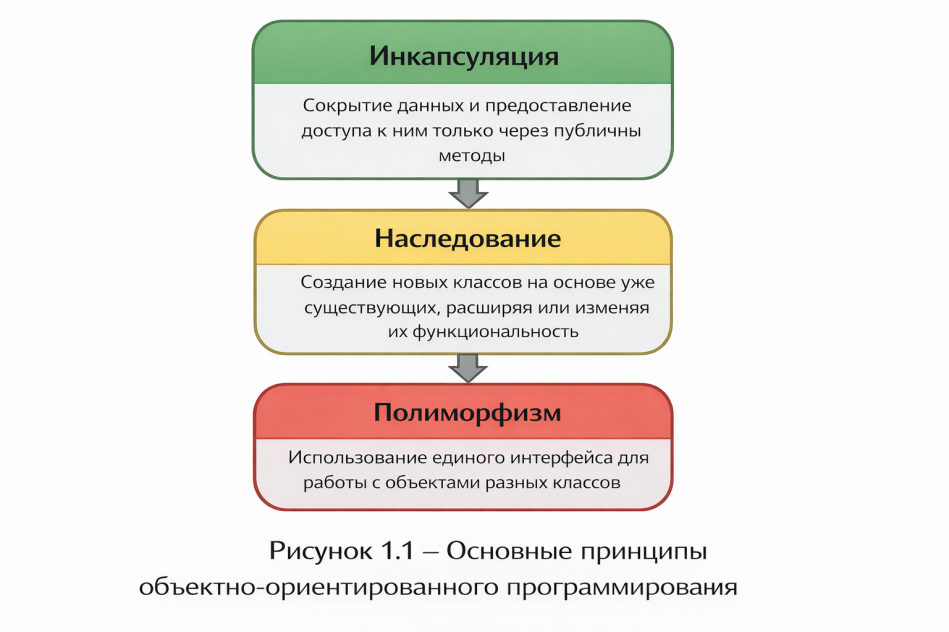 Инкапсуляция
Сокрытие данных и предоставление
доступа к ним только через публичны
методы
Наследование
Создание новых классов на основе уже
существующих, расширяя или изменяя
их функциональность
Полиморфизм
Использование единого интерфейса для
работы с объектами разных классов
Рисунок 1.1 – Основные принципы
объектно-ориентированного программирования